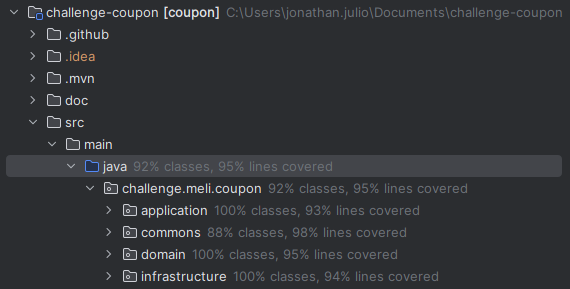 challenge-coupon [coupon] C:\Users\jonathan.julio\Documents\challenge-coupon
.github
.idea
.mvn
doc
src
main
java 92% classes, 95% lines covered
challenge.meli.coupon 92% classes, 95% lines covered
application 100% classes, 93% lines covered
commons 88% classes, 98% lines covered
domain 100% classes, 95% lines covered
infrastructure 100% classes, 94% lines covered